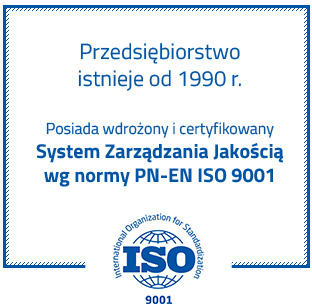 Przedsiębiorstwo
istnieje od 1990 r.
Posiada wdrożony i certyfikowany
System Zarządzania Jakością
wg normy PN-EN ISO 9001
International Organization for Standardization
ISO
9001